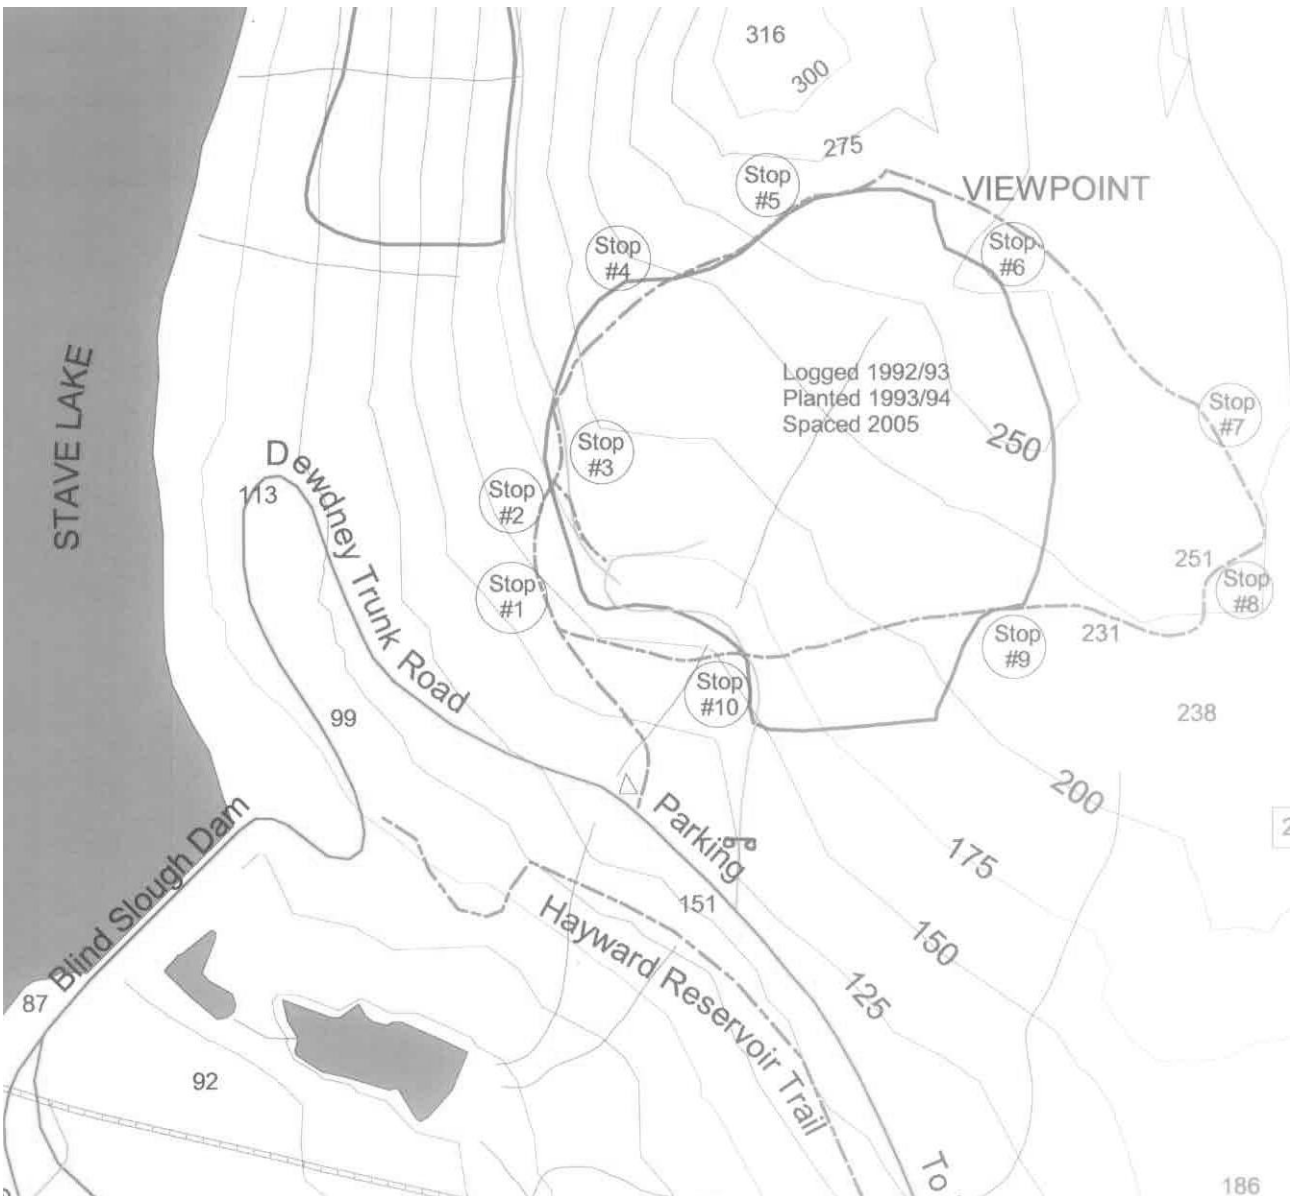 316
300
275
Stop
#5
VIEWPOINT
Stop
#4
Stop
#6
Logged 1992/93
Planted 1993/94
Spaced 2005
STAVE LAKE
Stop
#7
250
Dewdney Trunk Road
113
Stop
#3
Stop
#2
251
Stop
#8
Stop
#1
231
Stop
#9
Stop
#10
99
238
200
Parking
175
Blind Slough Dam
151
Hayward Reservoir Trail
150
125
87
92
To
186